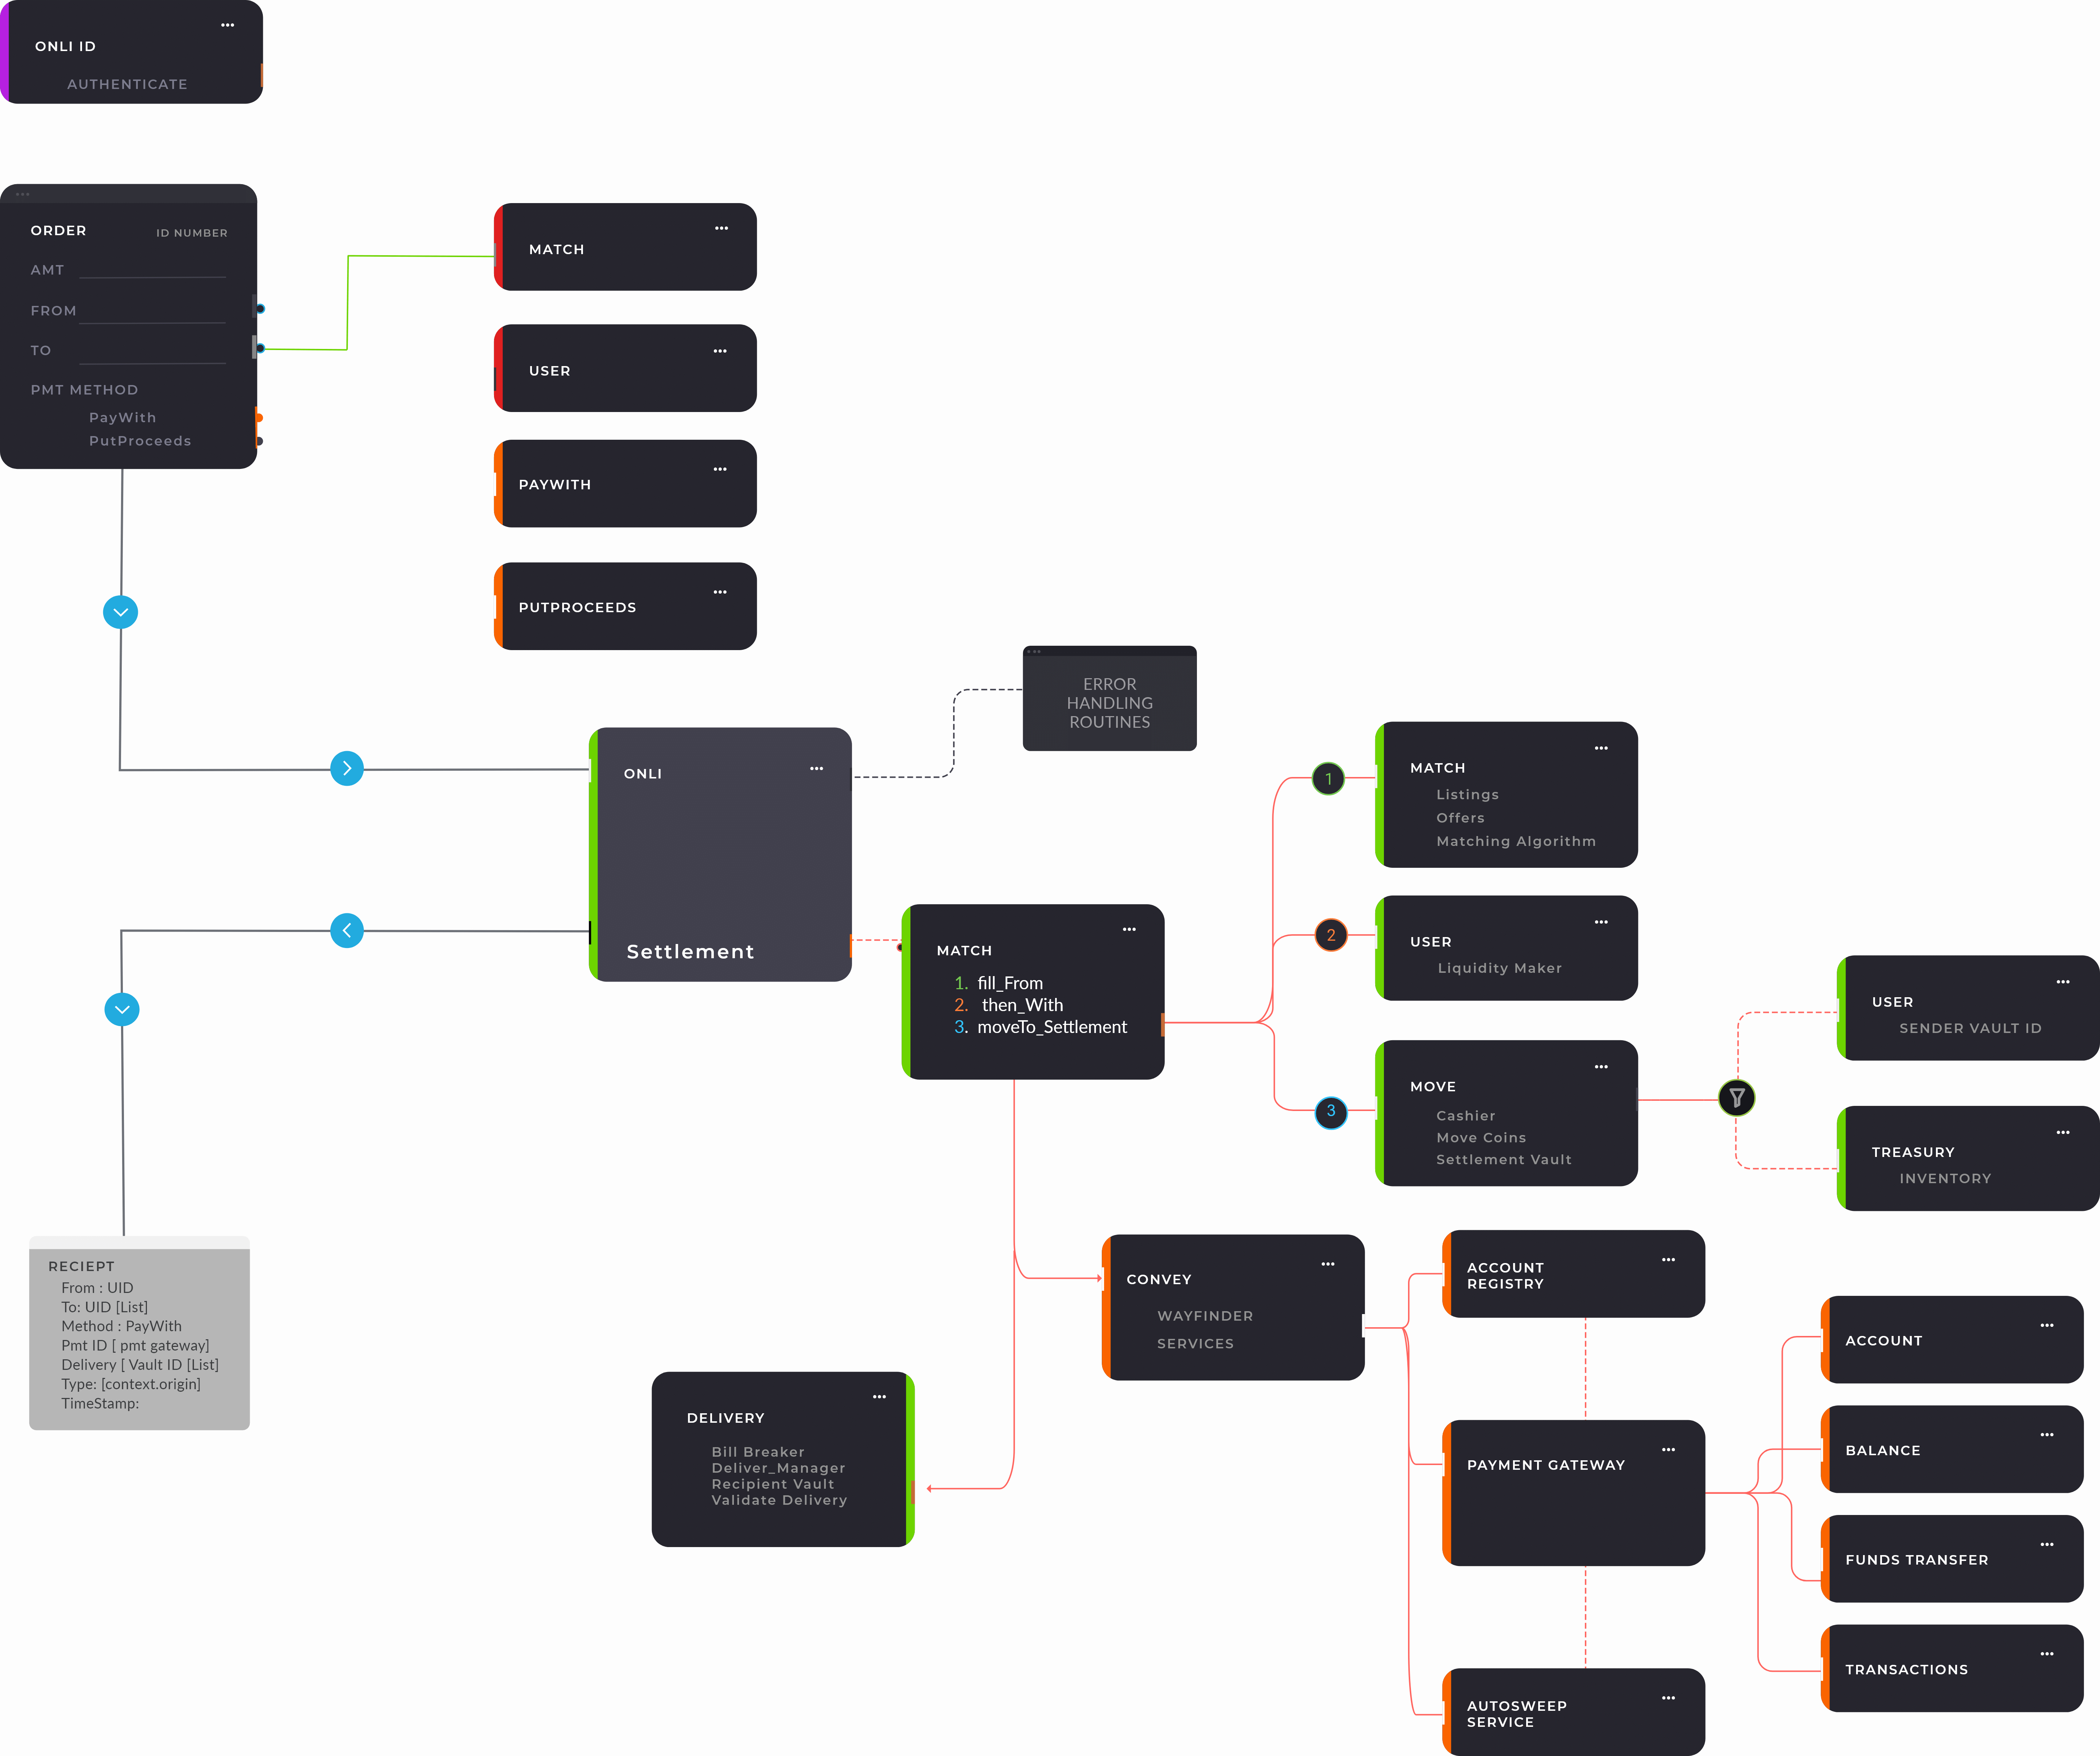 ONLI ID
AUTHENTICATE
ORDER
ID NUMBER
AMT
FROM
TO
PMT METHOD
PayWith
PutProceeds
MATCH
USER
PAYWITH
PUTPROCEEDS
ERROR
HANDLING
ROUTINES
ONLI
Settlement
MATCH
1. fill_From
2. then_With
3. moveTo_Settlement
1
2
3
MATCH
Listings
Offers
Matching Algorithm
USER
Liquidity Maker
MOVE
Cashier
Move Coins
Settlement Vault
USER
SENDER VAULT ID
TREASURY
INVENTORY
RECIEPT
From : UID
To: UID [List]
Method : PayWith
Pmt ID [ pmt gateway]
Delivery [ Vault ID [List]
Type: [context.origin]
TimeStamp:
DELIVERY
Bill Breaker
Deliver_Manager
Recipient Vault
Validate Delivery
CONVEY
WAYFINDER
SERVICES
ACCOUNT
REGISTRY
PAYMENT GATEWAY
AUTOSWEEP
SERVICE
ACCOUNT
BALANCE
FUNDS TRANSFER
TRANSACTIONS